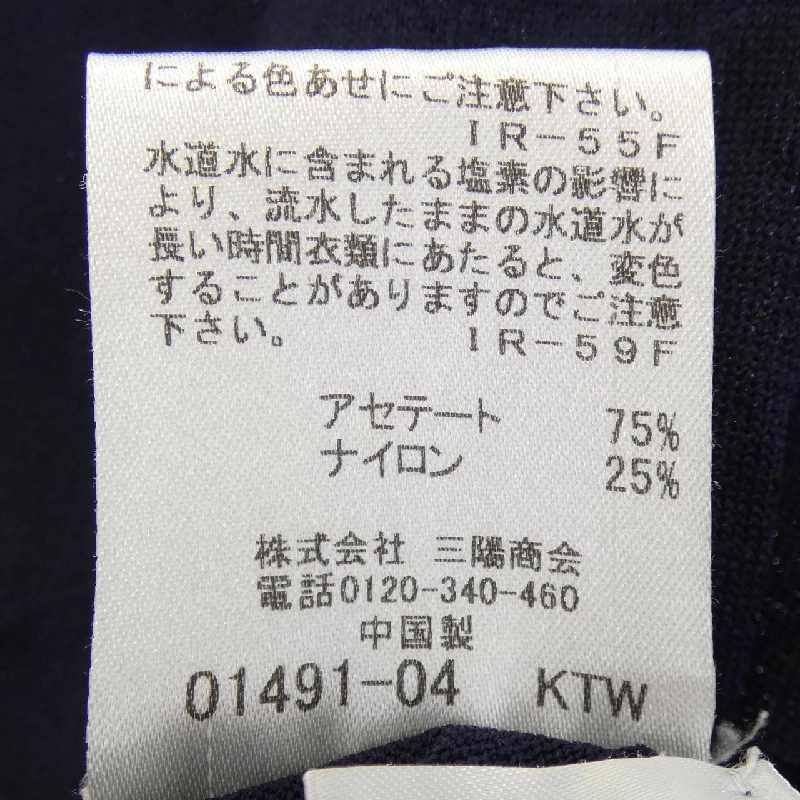 による色あせにご注意下さい。
IR-55F
水道水に含まれる塩素の影響に
より、流水したままの水道水が
長い時間衣類にあたると、変色
することがありますのでご注意
下さい。 IR-59F
アセテート 75%
ナイロン 25%
株式会社 三陽商会
電話0120-340-460
中国製
01491-04 KTW